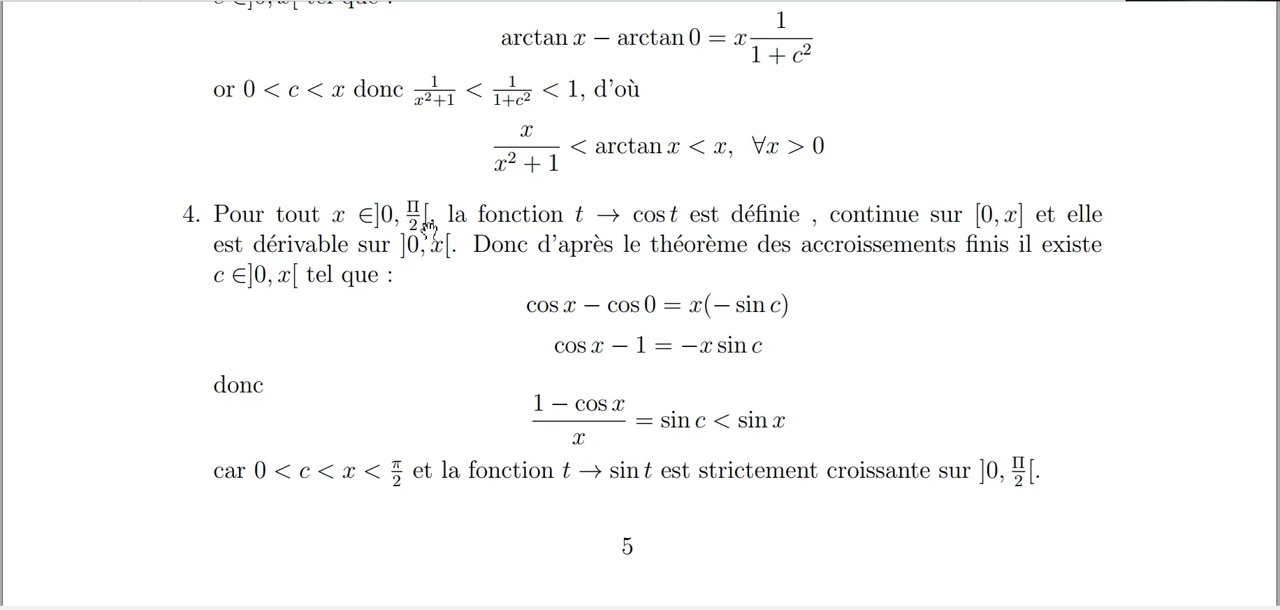 c ∈]0, x[ tel que :
arctan x − arctan 0 = x 1/(1 + c²)
or 0 < c < x donc 1/(x²+1) < 1/(1+c²) < 1, d'où
x/(x² + 1) < arctan x < x, ∀x > 0
4. Pour tout x ∈]0, Π/2[, la fonction t → cos t est définie , continue sur [0, x] et elle
est dérivable sur ]0, x[. Donc d'après le théorème des accroissements finis il existe
c ∈]0, x[ tel que :
cos x − cos 0 = x(− sin c)
cos x − 1 = −x sin c
donc
(1 − cos x)/x = sin c < sin x
car 0 < c < x < π/2 et la fonction t → sin t est strictement croissante sur ]0, Π/2[.
5